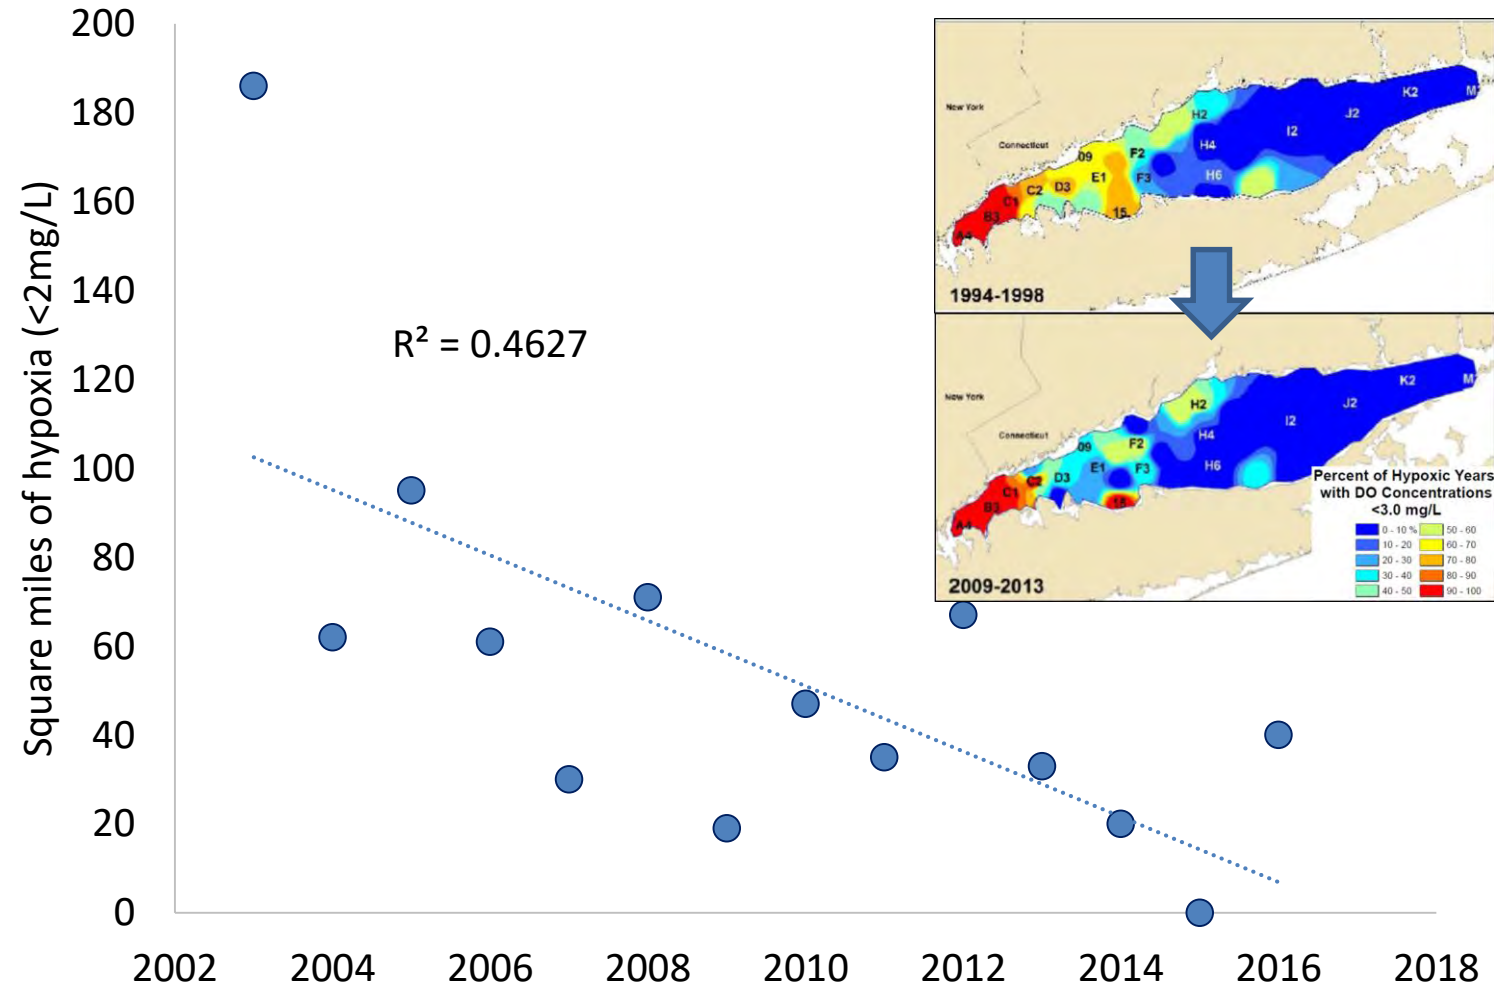 200
180
160
140
120
100
80
60
40
20
0
Square miles of hypoxia (<2mg/L)
R² = 0.4627
2002 2004 2006 2008 2010 2012 2014 2016 2018
New York
Connecticut
A4 B3 C1 C2 D3 09 E1 15 F2 F3 H2 H4 H6 I2 J2 K2 M
1994-1998
New York
Connecticut
A4 B3 C1 C2 D3 09 E1 15 F2 F3 H2 H4 H6 I2 J2 K2 M
2009-2013
Percent of Hypoxic Years
with DO Concentrations
<3.0 mg/L
0 - 10 % 50 - 60
10 - 20 60 - 70
20 - 30 70 - 80
30 - 40 80 - 90
40 - 50 90 - 100